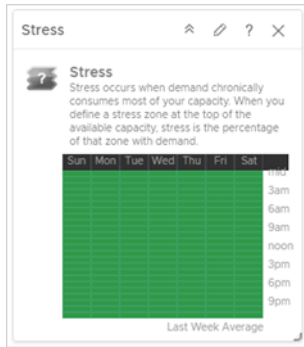 Stress
?
?
Stress
Stress occurs when demand chronically
consumes most of your capacity. When you
define a stress zone at the top of the
available capacity, stress is the percentage
of that zone with demand.
Sun Mon Tue Wed Thu Fri Sat
mid
3am
6am
9am
noon
3pm
6pm
9pm
Last Week Average